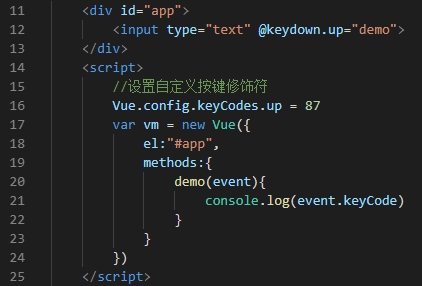 11 <div id="app">
12 <input type="text" @keydown.up="demo">
13 </div>
14 <script>
15 //设置自定义按键修饰符
16 Vue.config.keyCodes.up = 87
17 var vm = new Vue({
18 el:"#app",
19 methods:{
20 demo(event){
21 console.log(event.keyCode)
22 }
23 }
24 })
25 </script>